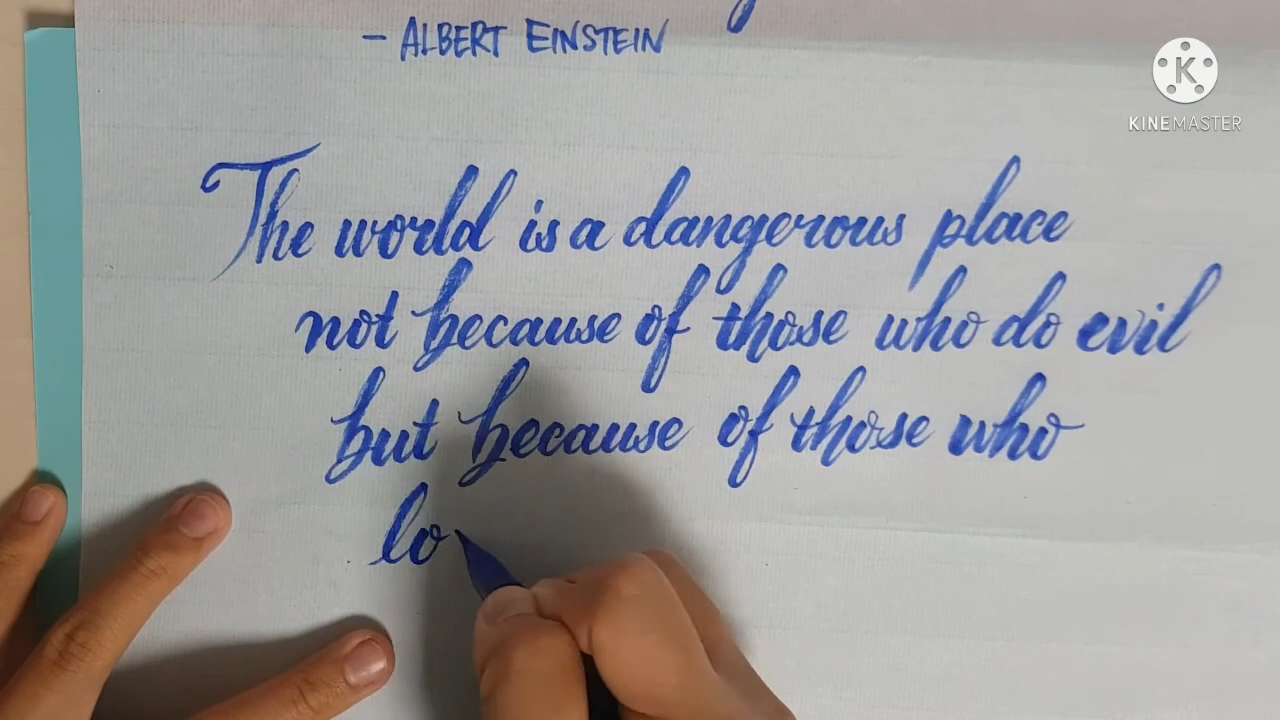 - ALBERT EINSTEIN
K
KINEMASTER
The world is a dangerous place
not because of those who do evil
but because of those who
lo